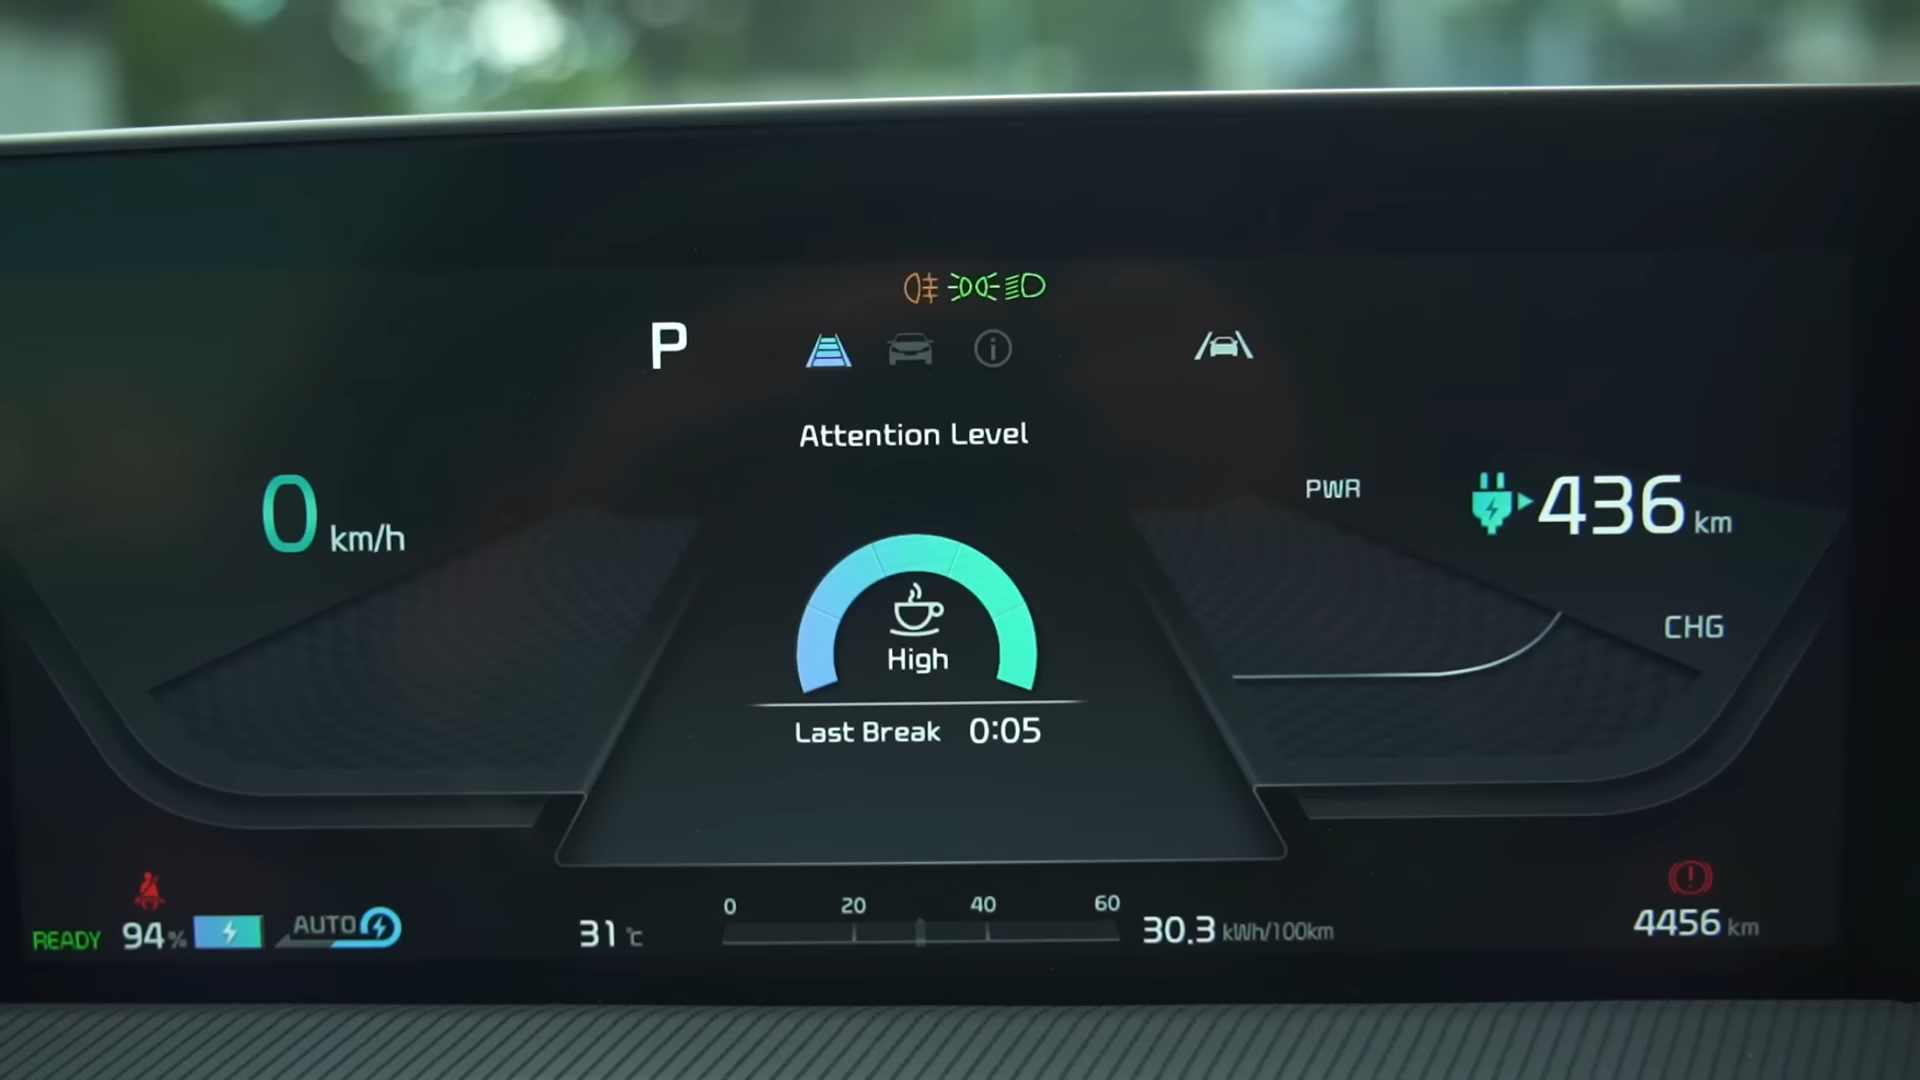 P
Attention Level
0 km/h
PWR
436 km
CHG
High
Last Break 0:05
READY 94%
AUTO
31 °C
0 20 40 60
30.3 kWh/100km
4456 km